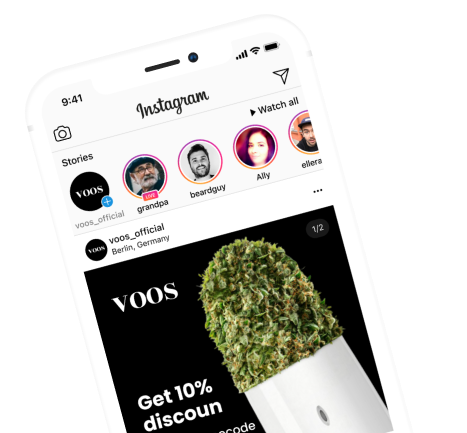 9:41
Instagram
Stories
Watch all
VOOS
voos_official
LIVE
grandpa
beardguy
Ally
ellera
VOOS
voos_official
Berlin, Germany
1/2
VOOS
Get 10%
discoun
ocode